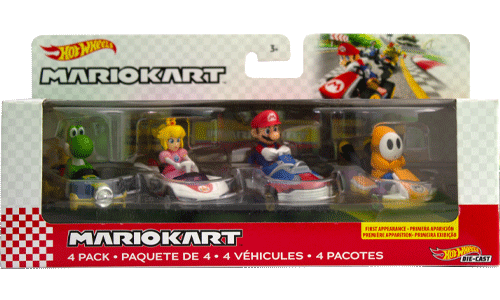 Hot Wheels
MARIOKART
3+
FIRST APPEARANCE • PRIMERA APARICIÓN
PREMIÈRE APPARITION • PRIMEIRA EXIBIÇÃO
MARIOKART
4 PACK • PAQUETE DE 4 • 4 VÉHICULES • 4 PACOTES
Hot Wheels
DIE-CAST